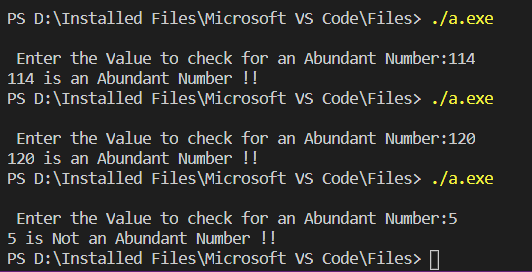 PS D:\Installed Files\Microsoft VS Code\Files> ./a.exe
Enter the Value to check for an Abundant Number:114
114 is an Abundant Number !!
PS D:\Installed Files\Microsoft VS Code\Files> ./a.exe
Enter the Value to check for an Abundant Number:120
120 is an Abundant Number !!
PS D:\Installed Files\Microsoft VS Code\Files> ./a.exe
Enter the Value to check for an Abundant Number:5
5 is Not an Abundant Number !!
PS D:\Installed Files\Microsoft VS Code\Files>